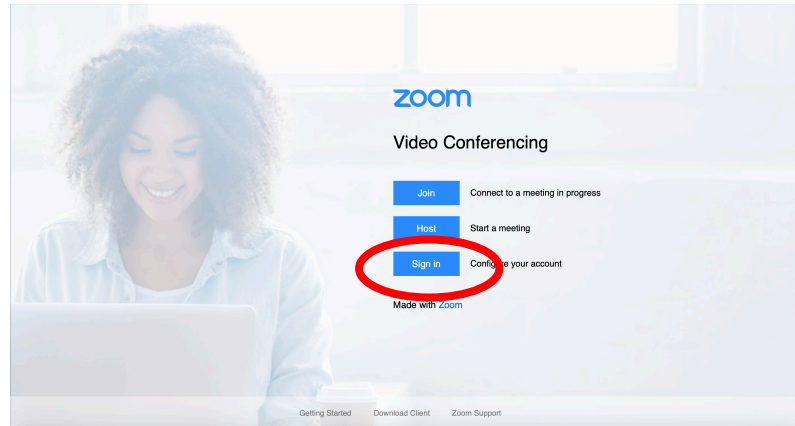 zoom
Video Conferencing
Join Connect to a meeting in progress
Host Start a meeting
Sign in Configure your account
Made with Zoom
Getting Started Download Client Zoom Support